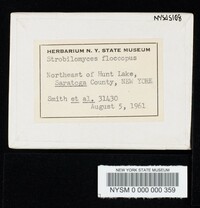 NYSM5108
HERBARIUM N. Y. STATE MUSEUM
Strobilomyces floccopus
Northeast of Hunt Lake,
Saratoga County, NEW YORK
Smith et al. 31430
August 5, 1961
NEW YORK STATE MUSEUM
NYSM 0 000 000 359